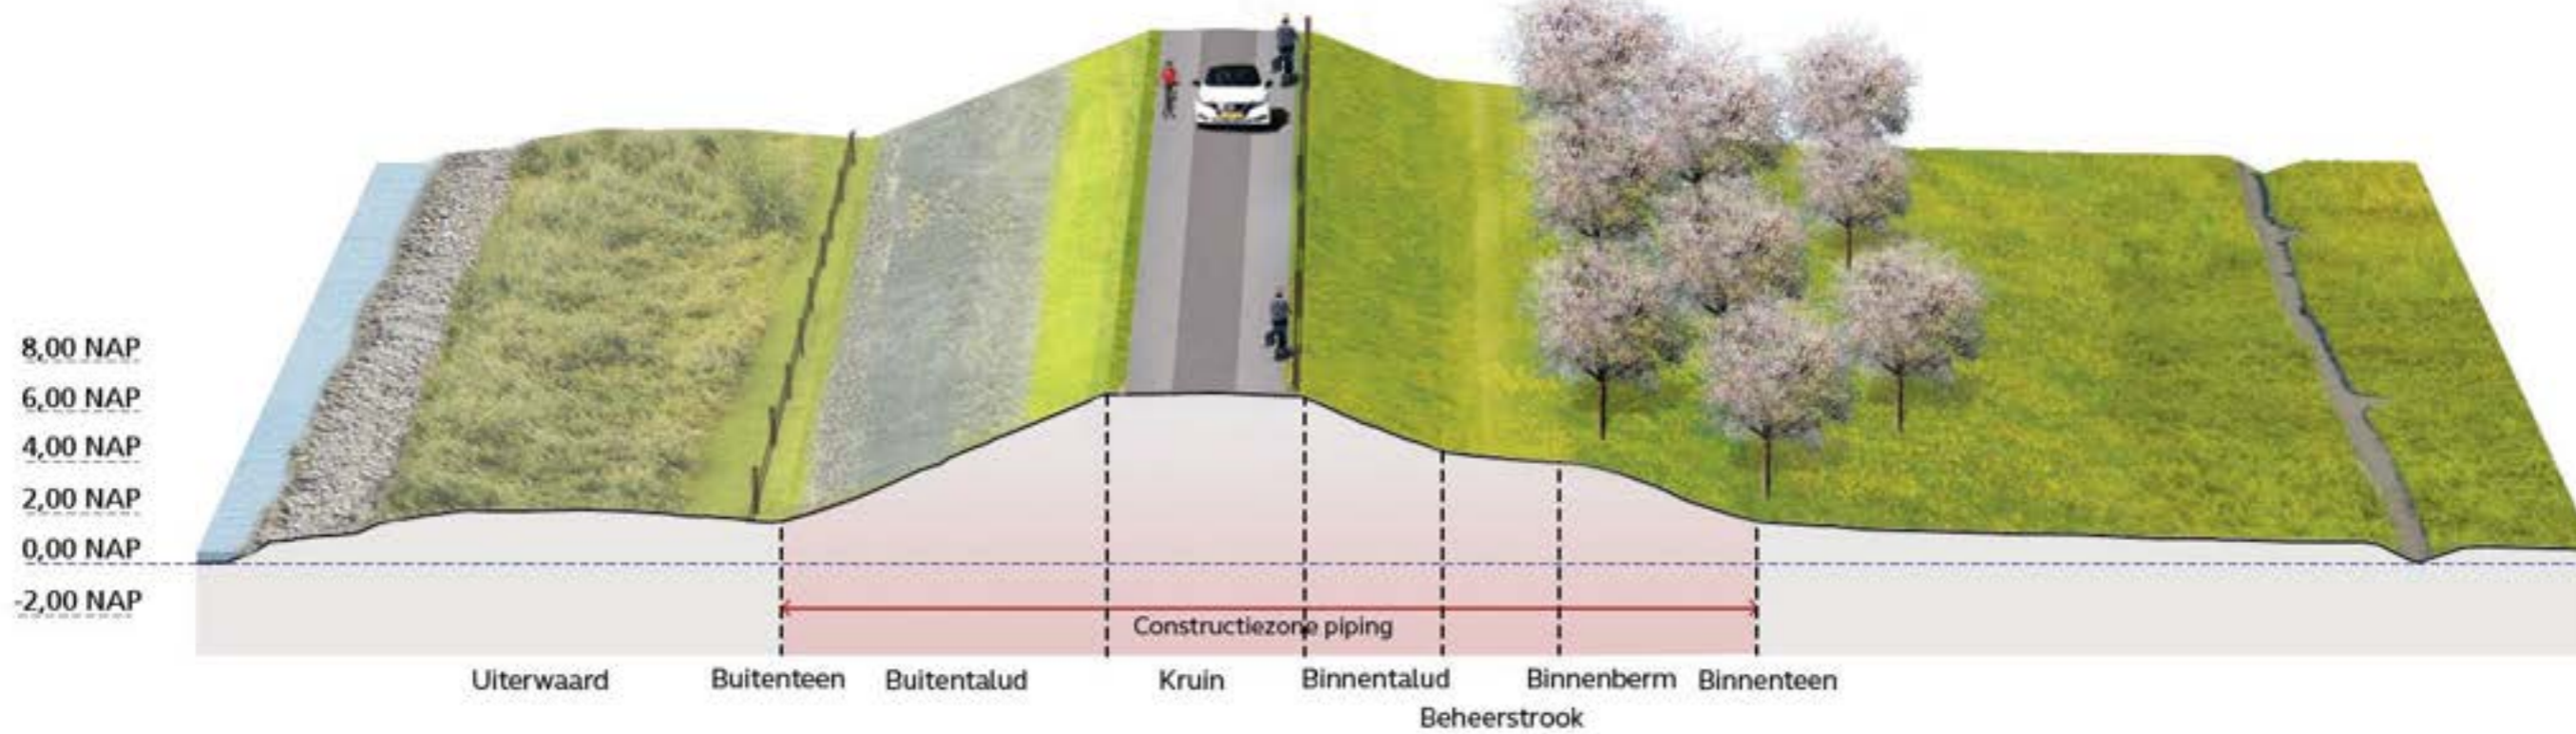 8,00 NAP
6,00 NAP
4,00 NAP
2,00 NAP
0,00 NAP
-2,00 NAP
Constructiezone piping
Uiterwaard
Buitenteen
Buitentalud
Kruin
Binnentalud
Binnenberm
Binnenteen
Beheerstrook